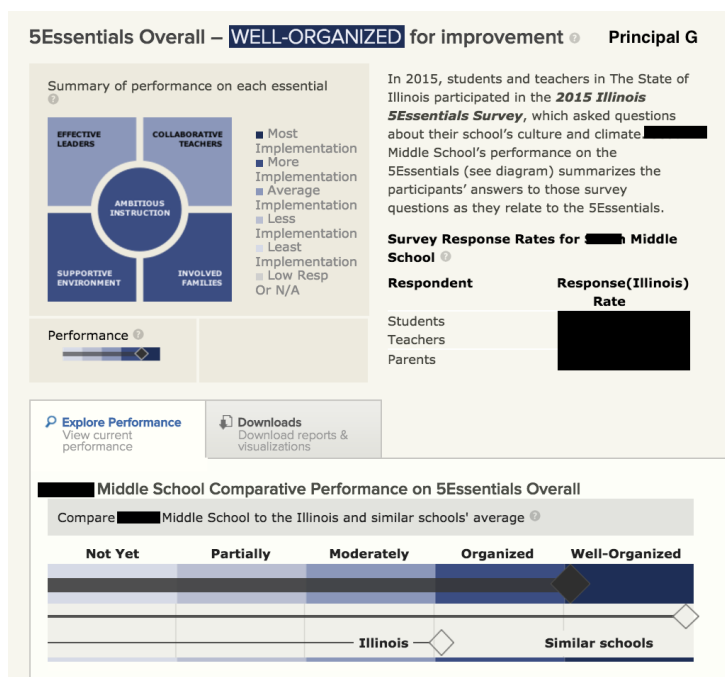 5Essentials Overall – WELL-ORGANIZED for improvement ?
Principal G
Summary of performance on each essential
?
EFFECTIVE
LEADERS
COLLABORATIVE
TEACHERS
AMBITIOUS
INSTRUCTION
SUPPORTIVE
ENVIRONMENT
INVOLVED
FAMILIES
Most
Implementation
More
Implementation
Average
Implementation
Less
Implementation
Least
Implementation
Low Resp
Or N/A
Performance ?
In 2015, students and teachers in The State of
Illinois participated in the 2015 Illinois
5Essentials Survey, which asked questions
about their school's culture and climate.
Middle School's performance on the
5Essentials (see diagram) summarizes the
participants' answers to those survey
questions as they relate to the 5Essentials.
Survey Response Rates for Middle
School ?
Respondent Response(Illinois)
Rate
Students
Teachers
Parents
Explore Performance
View current
performance
Downloads
Download reports &
visualizations
Middle School Comparative Performance on 5Essentials Overall
Compare Middle School to the Illinois and similar schools' average ?
Not Yet Partially Moderately Organized Well-Organized
Illinois Similar schools